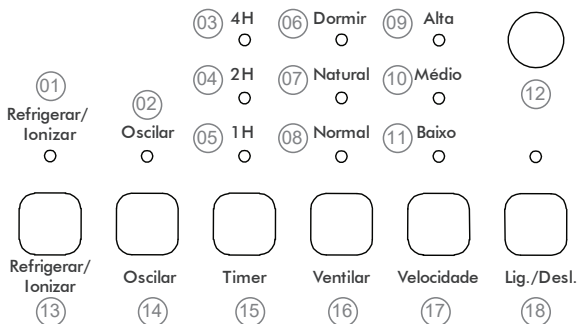 03 4H 06 Dormir 09 Alta
01 04 2H 07 Natural 10 Médio 12
Refrigerar/
Ionizar
02
Oscilar 05 1H 08 Normal 11 Baixo
Refrigerar/
Ionizar
Oscilar Timer Ventilar Velocidade Lig./Desl.
13 14 15 16 17 18